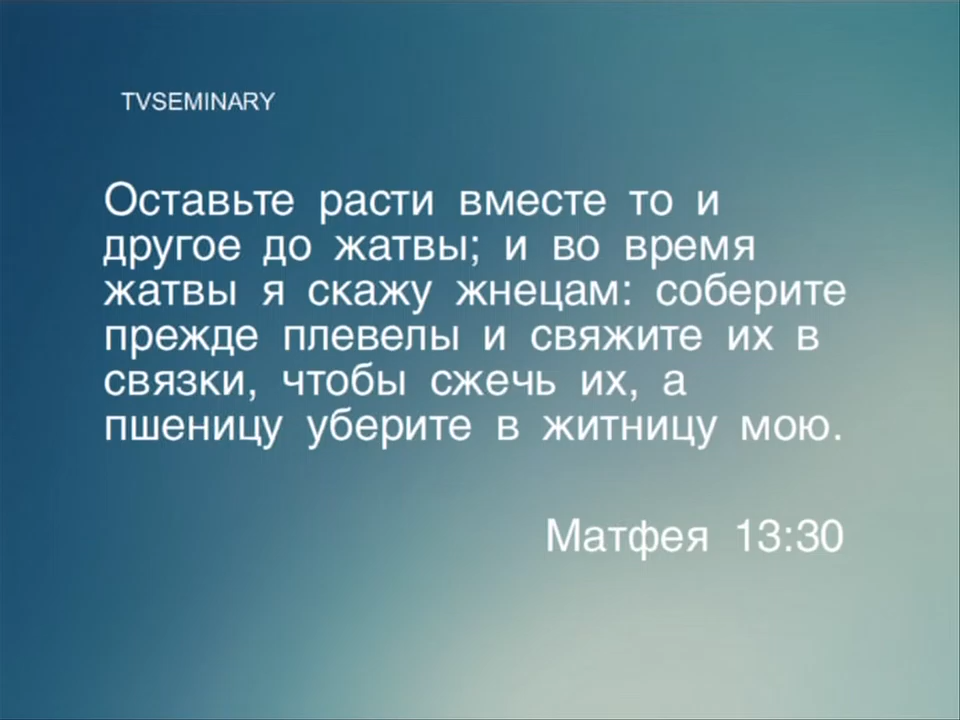 TVSEMINARY
Оставьте расти вместе то и
другое до жатвы; и во время
жатвы я скажу жнецам: соберите
прежде плевелы и свяжите их в
связки, чтобы сжечь их, а
пшеницу уберите в житницу мою.
Матфея 13:30